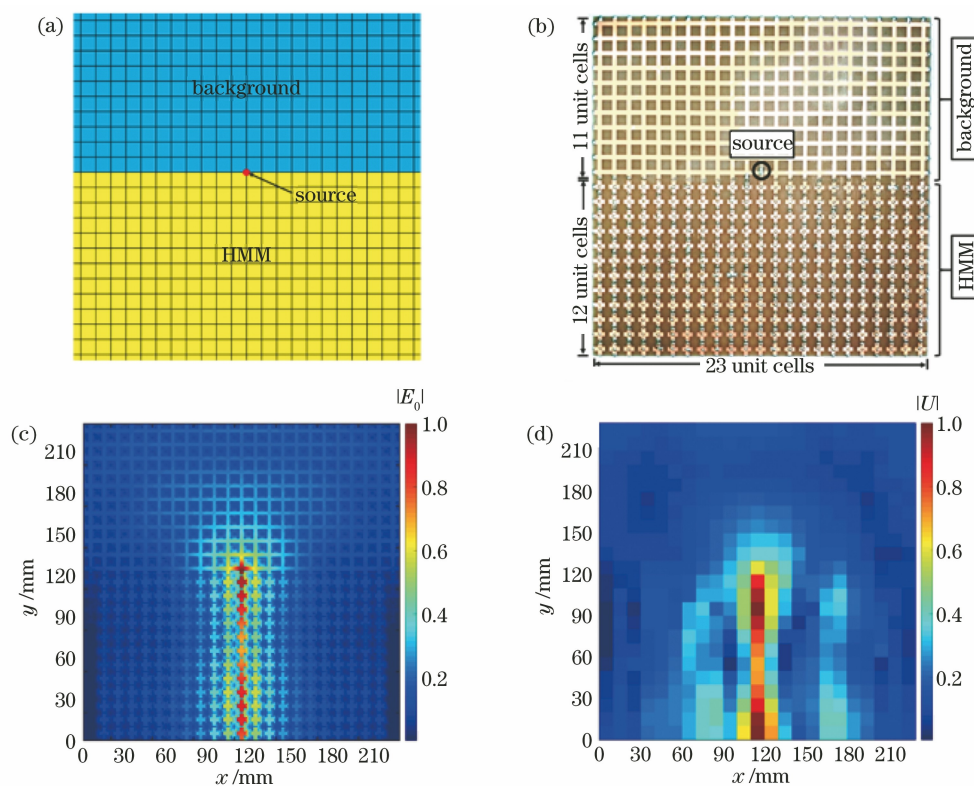 (a)
background
source
HMM
(b)
11 unit cells
12 unit cells
source
background
HMM
23 unit cells
(c)
|E₀|
1.0
0.8
0.6
0.4
0.2
210
180
150
120
90
60
30
0
y /mm
0 30 60 90 120 150 180 210
x /mm
(d)
|U|
1.0
0.8
0.6
0.4
0.2
210
180
150
120
90
60
30
0
y /mm
0 30 60 90 120 150 180 210
x /mm